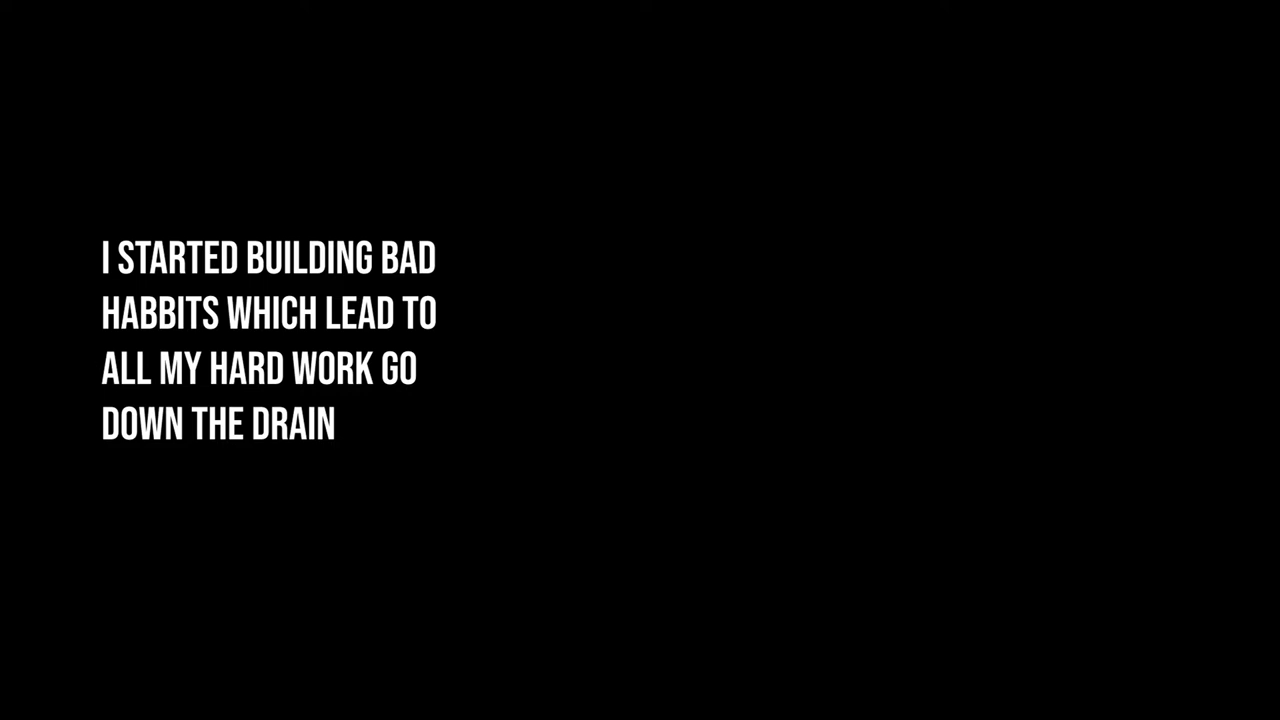 I STARTED BUILDING BAD
HABBITS WHICH LEAD TO
ALL MY HARD WORK GO
DOWN THE DRAIN